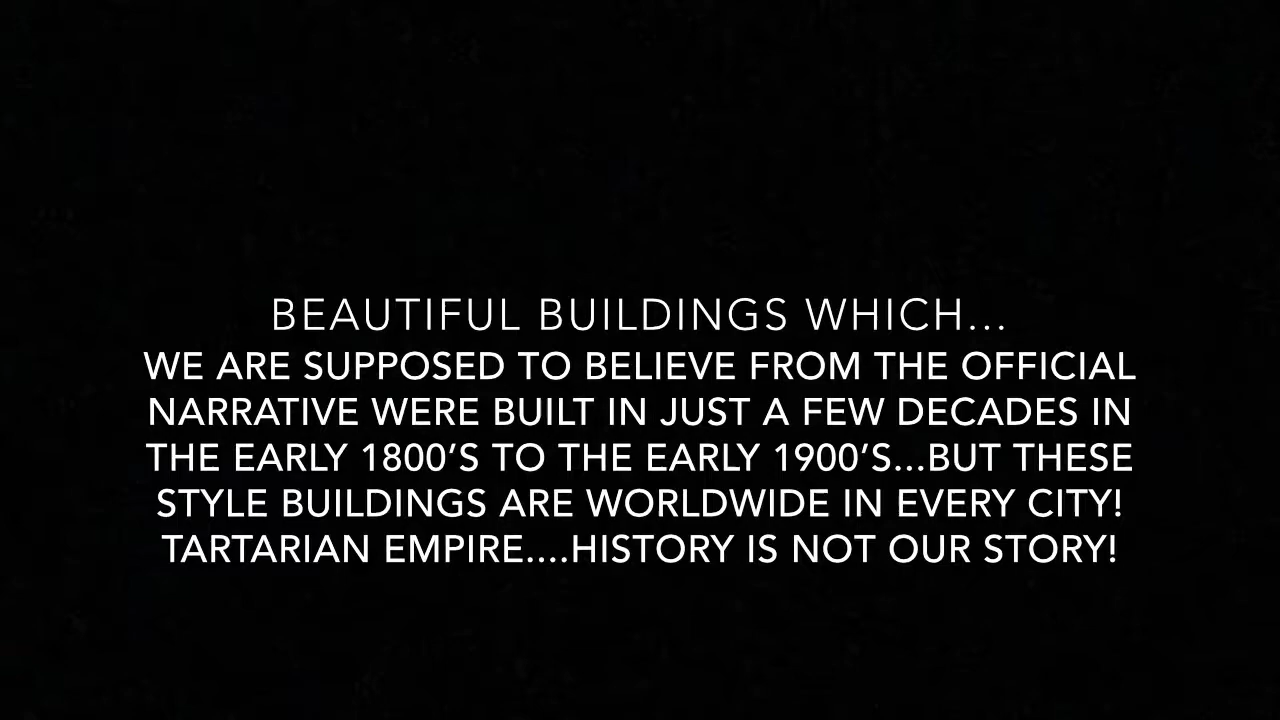 BEAUTIFUL BUILDINGS WHICH...
WE ARE SUPPOSED TO BELIEVE FROM THE OFFICIAL
NARRATIVE WERE BUILT IN JUST A FEW DECADES IN
THE EARLY 1800’S TO THE EARLY 1900’S...BUT THESE
STYLE BUILDINGS ARE WORLDWIDE IN EVERY CITY!
TARTARIAN EMPIRE....HISTORY IS NOT OUR STORY!